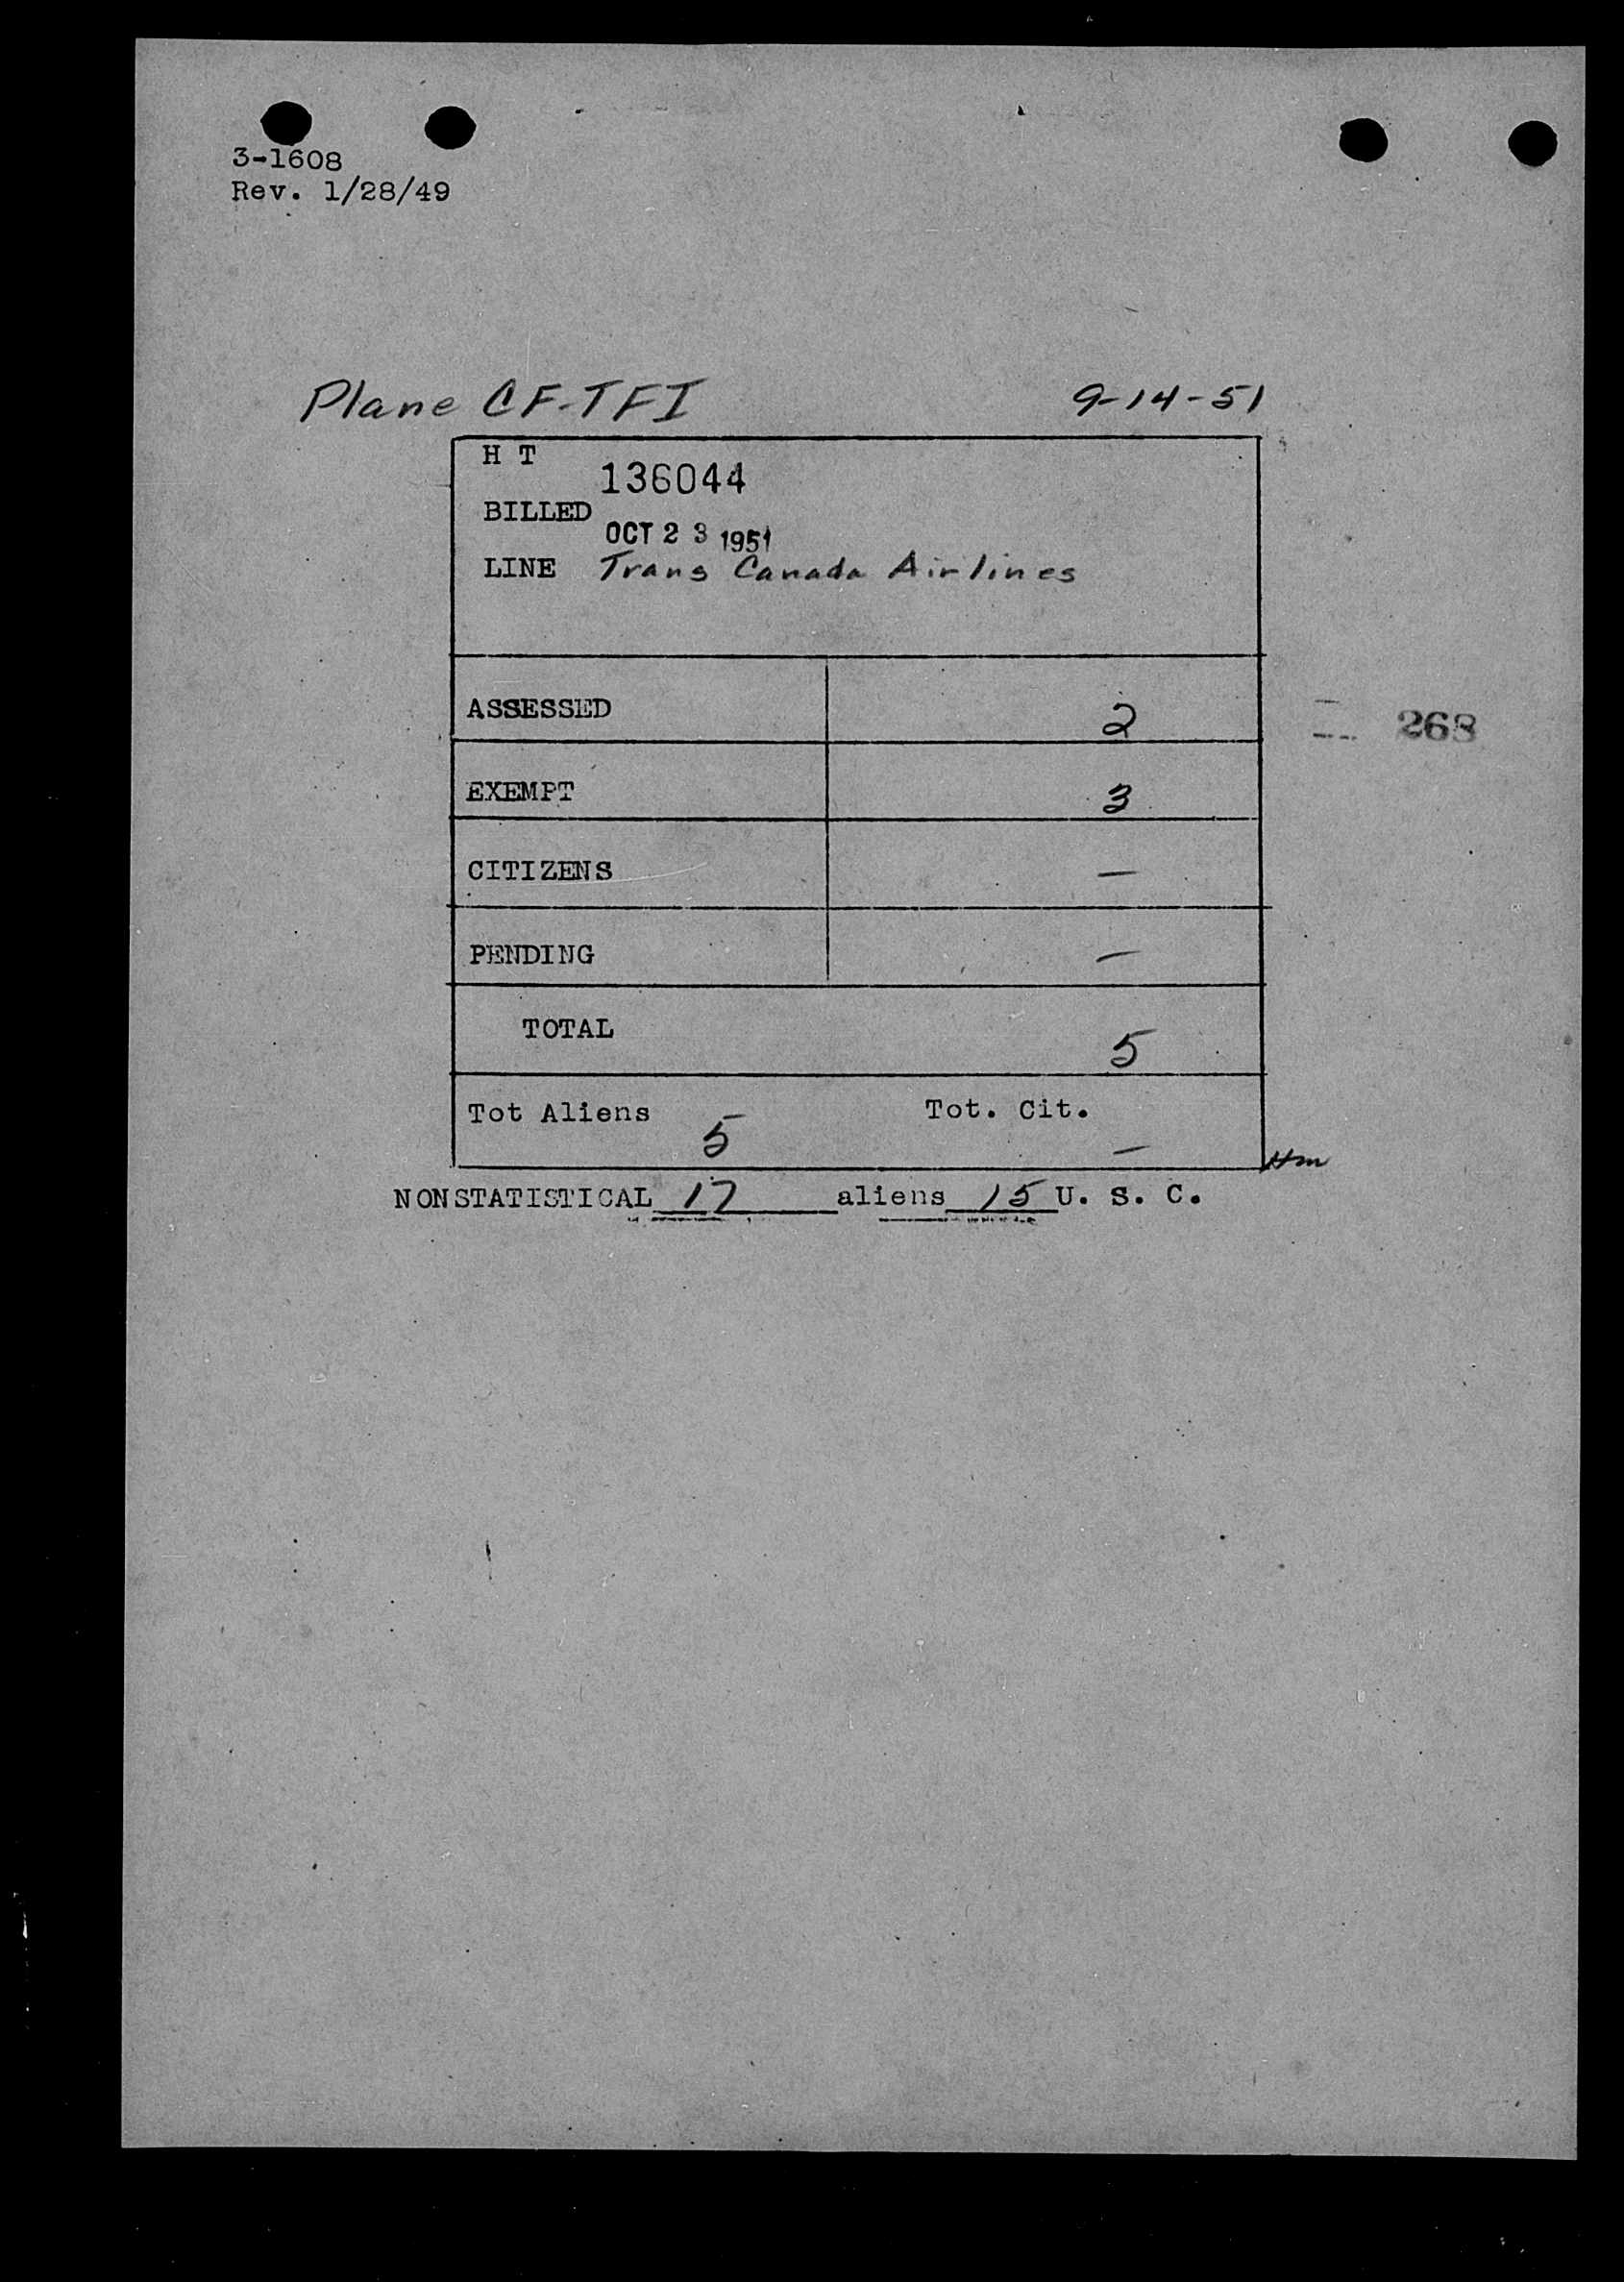 3-1608
Rev. 1/28/49
Plane CF-TFI 9-14-51
H T 136044
BILLED OCT 23 1951
LINE Trans Canada Airlines
ASSESSED 2
268
EXEMPT 3
CITIZENS —
PENDING —
TOTAL 5
Tot Aliens 5 Tot. Cit. —
NONSTATISTICAL 17 aliens 15 U. S. C.